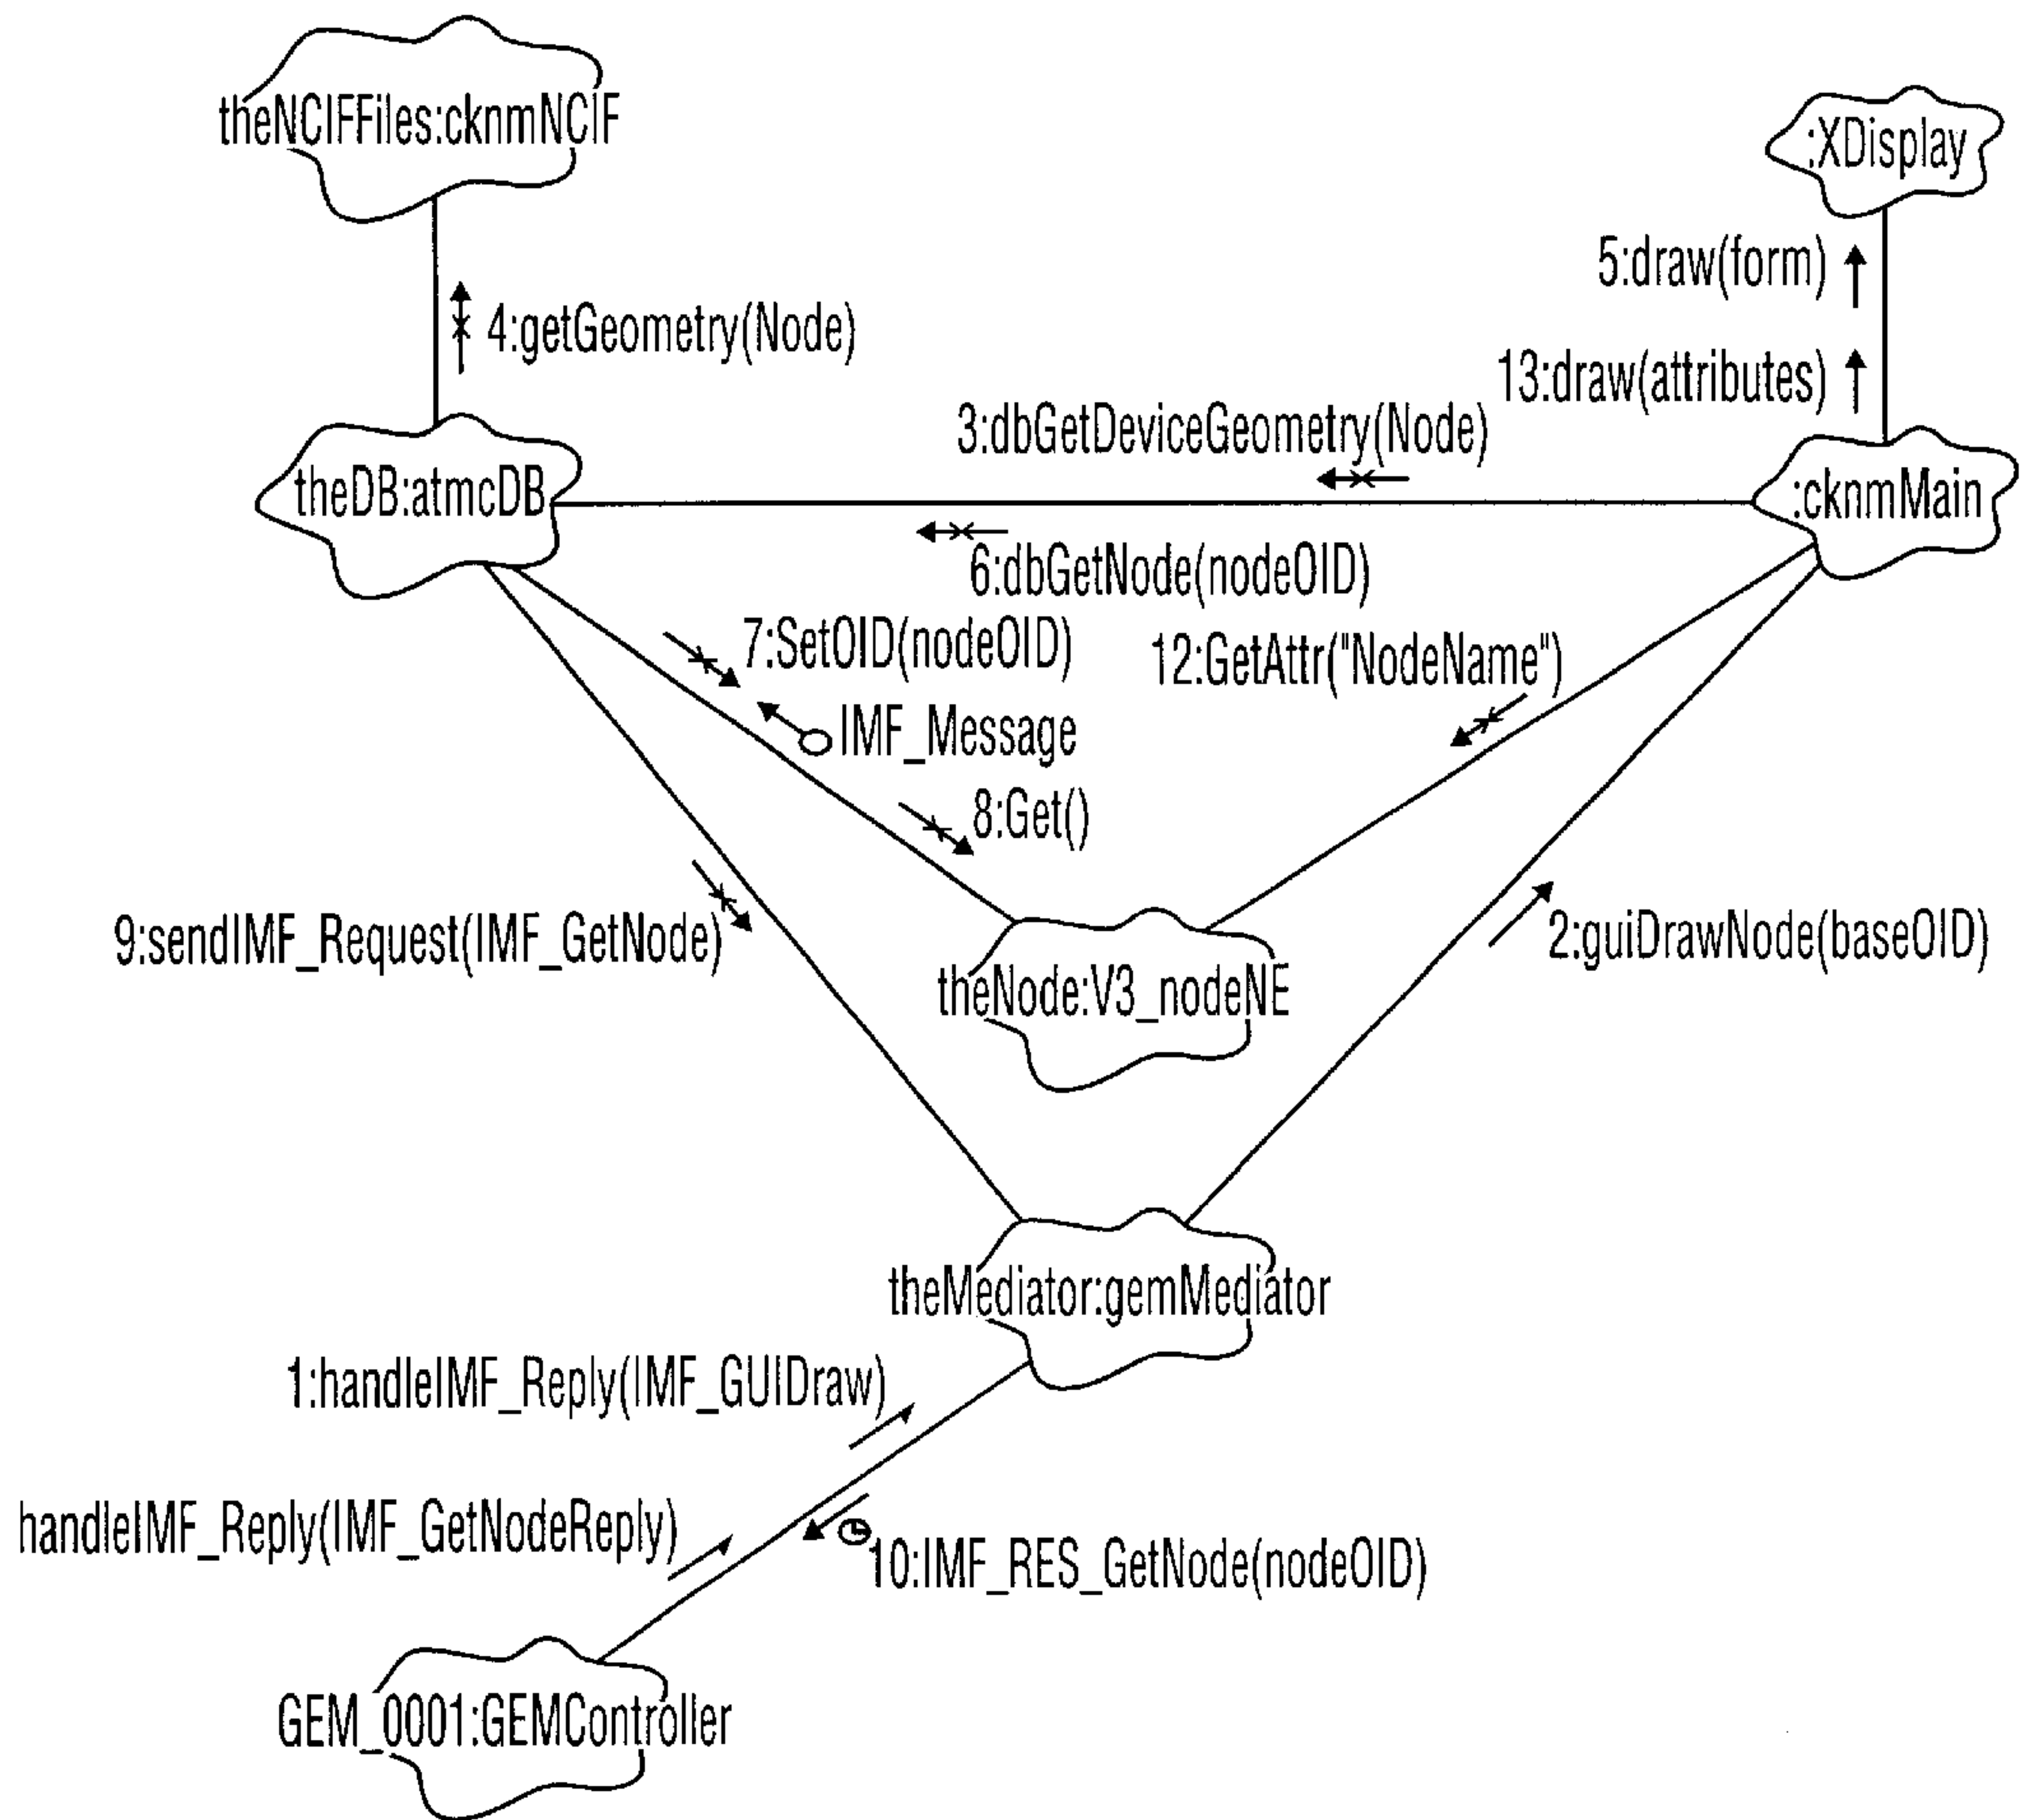 theNCIFFiles:cknmNCIF
:XDisplay
5:draw(form)
4:getGeometry(Node)
13:draw(attributes)
3:dbGetDeviceGeometry(Node)
theDB:atmcDB
:cknmMain
6:dbGetNode(nodeOID)
7:SetOID(nodeOID)
12:GetAttr("NodeName")
IMF_Message
8:Get()
9:sendIMF_Request(IMF_GetNode)
2:guiDrawNode(baseOID)
theNode:V3_nodeNE
theMediator:gemMediator
1:handleIMF_Reply(IMF_GUIDraw)
handleIMF_Reply(IMF_GetNodeReply)
10:IMF_RES_GetNode(nodeOID)
GEM_0001:GEMController